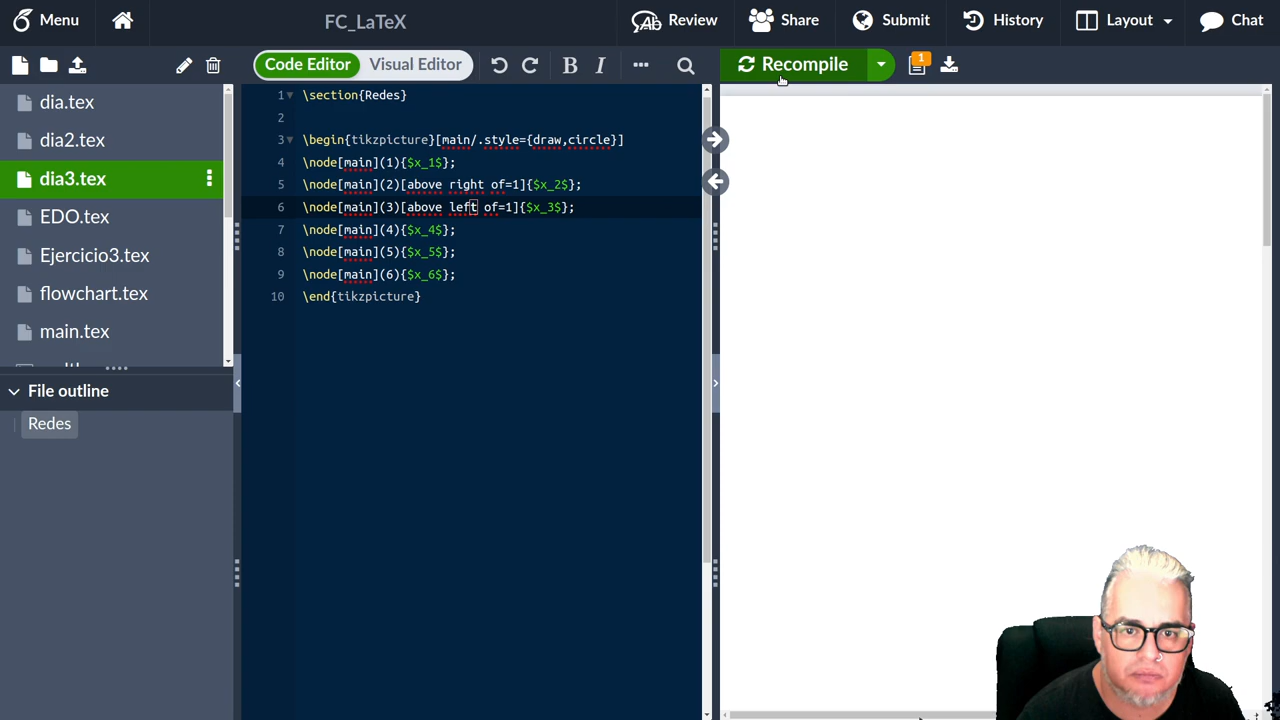 Menu
FC_LaTeX
Review
Share
Submit
History
Layout
Chat
Code Editor
Visual Editor
B
I
Recompile
1
dia.tex
dia2.tex
dia3.tex
EDO.tex
Ejercicio3.tex
flowchart.tex
main.tex
File outline
Redes
1 \section{Redes}
2
3 \begin{tikzpicture}[main/.style={draw,circle}]
4 \node[main](1){$x_1$};
5 \node[main](2)[above right of=1]{$x_2$};
6 \node[main](3)[above left of=1]{$x_3$};
7 \node[main](4){$x_4$};
8 \node[main](5){$x_5$};
9 \node[main](6){$x_6$};
10 \end{tikzpicture}